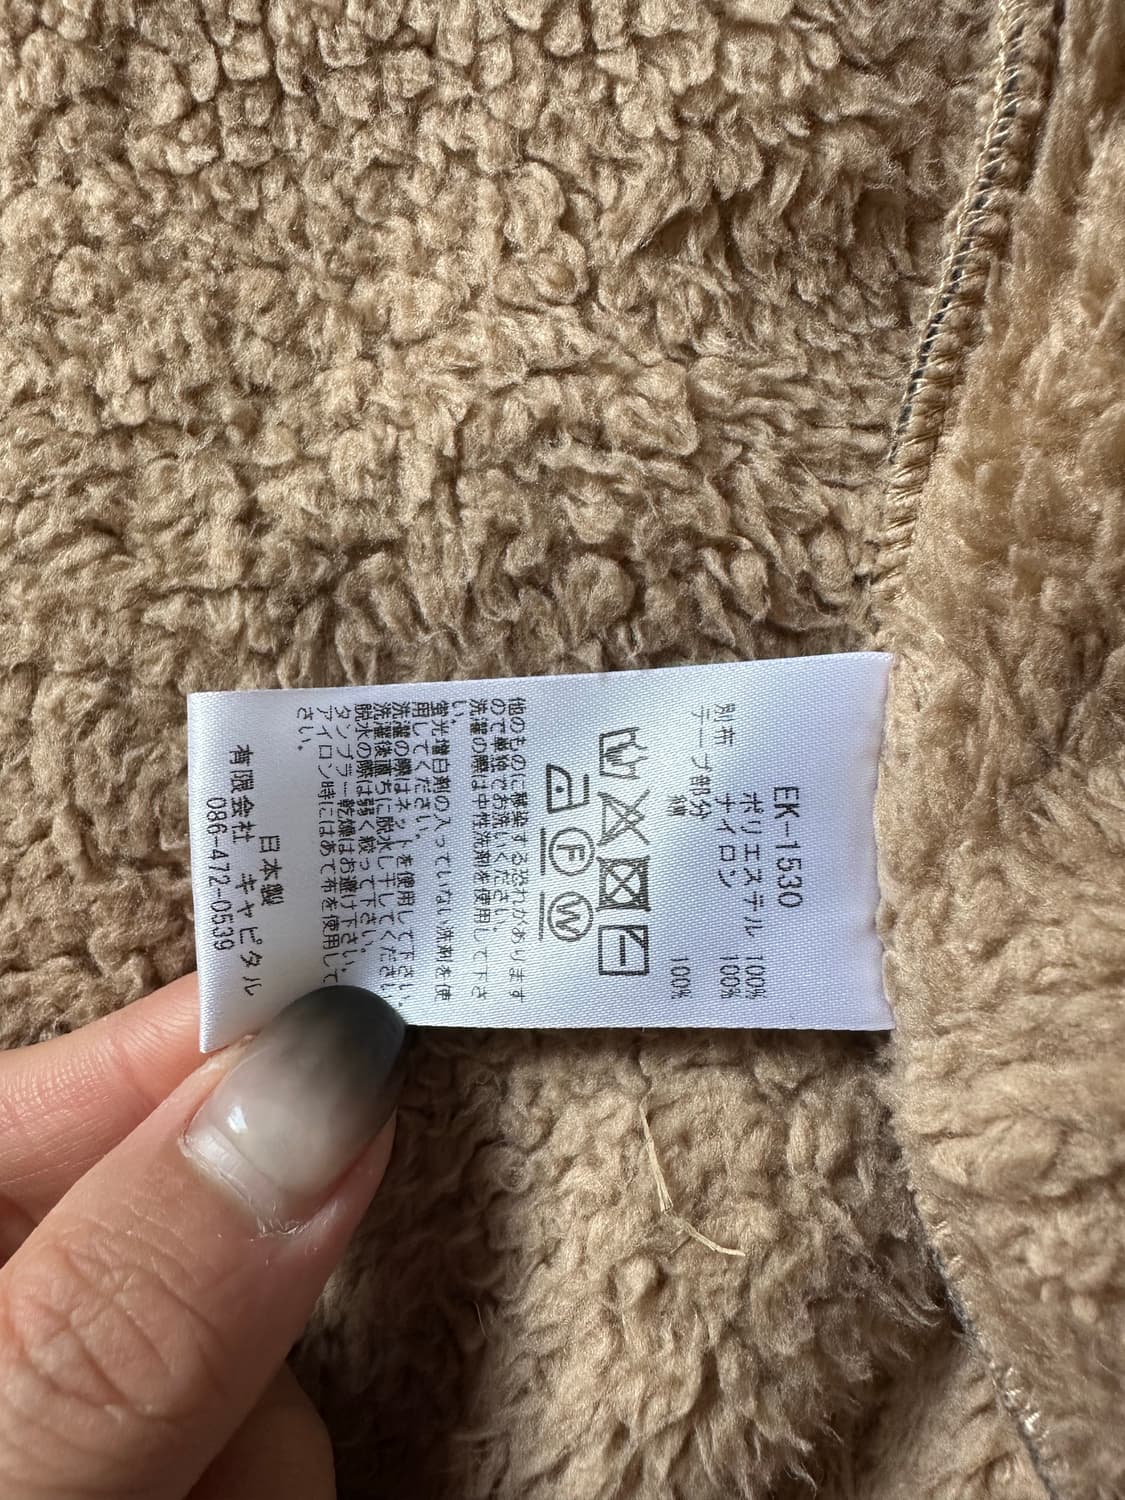 EK-1530
ポリエステル 100%
別布 ナイロン 100%
テープ部分
綿 100%
F
W
他のものに移染する恐れがあります
ので単独でお洗いください。
洗濯の際は中性洗剤を使用して下さ
い。
蛍光増白剤の入っていない洗剤を使
用してください。
洗濯の際はネットを使用して下さい。
洗濯後直ちに脱水し干してください。
脱水の際は弱く絞って下さい。
タンブラー乾燥はお避け下さい。
アイロン時にはあて布を使用して
さい。
日本製
有限会社 キャピタル
086-472-0539